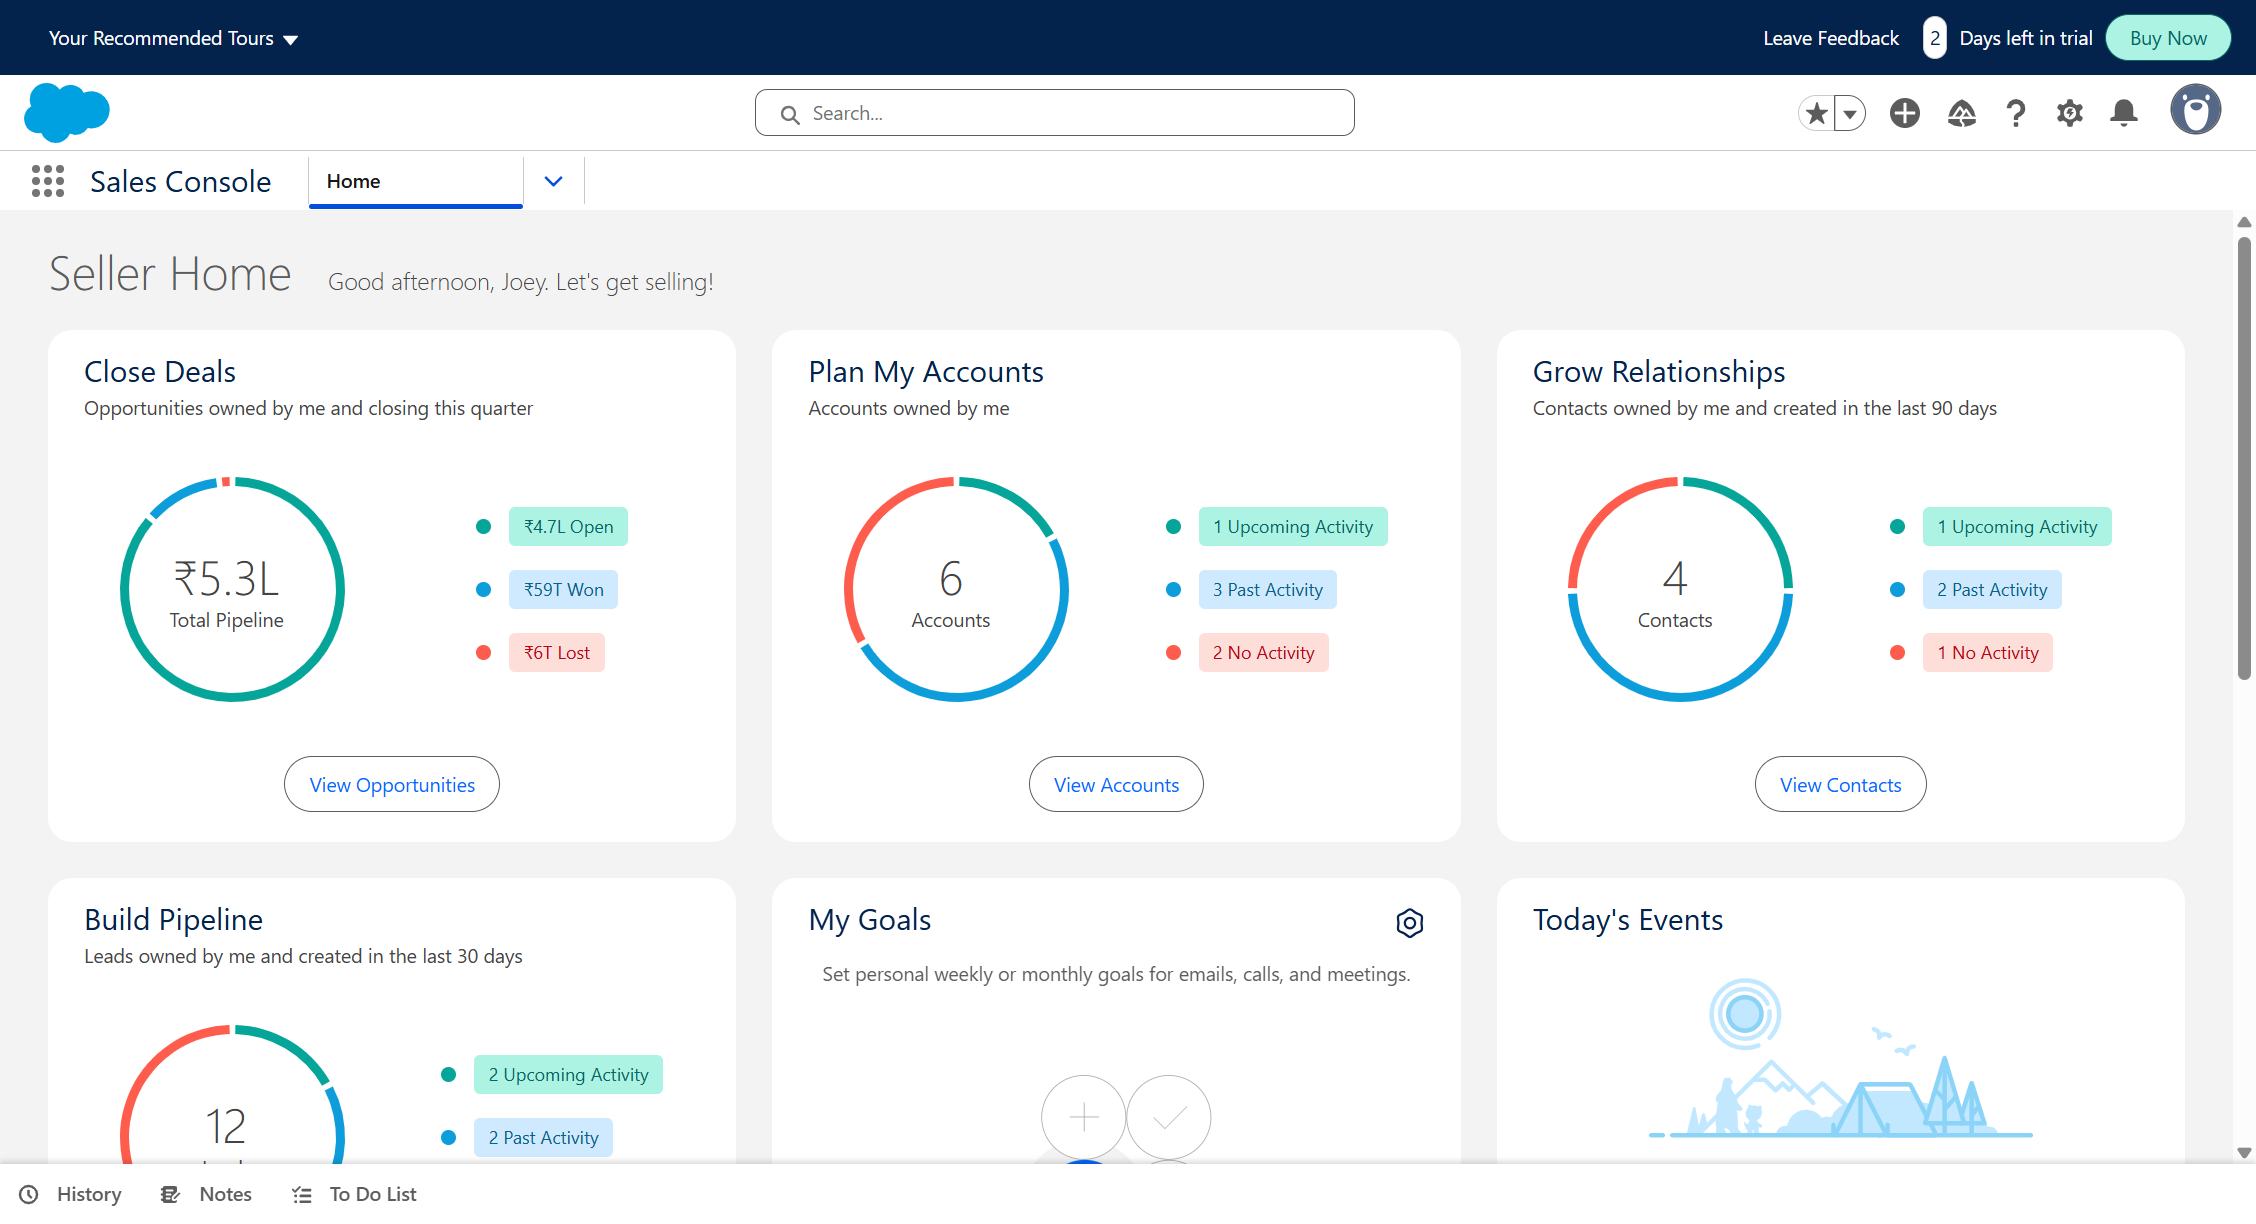 Your Recommended Tours
Leave Feedback
2 Days left in trial
Buy Now
Search...
Sales Console
Home
Seller Home
Good afternoon, Joey. Let's get selling!
Close Deals
Opportunities owned by me and closing this quarter
₹5.3L
Total Pipeline
₹4.7L Open
₹59T Won
₹6T Lost
View Opportunities
Plan My Accounts
Accounts owned by me
6
Accounts
1 Upcoming Activity
3 Past Activity
2 No Activity
View Accounts
Grow Relationships
Contacts owned by me and created in the last 90 days
4
Contacts
1 Upcoming Activity
2 Past Activity
1 No Activity
View Contacts
Build Pipeline
Leads owned by me and created in the last 30 days
12
2 Upcoming Activity
2 Past Activity
My Goals
Set personal weekly or monthly goals for emails, calls, and meetings.
Today's Events
History
Notes
To Do List